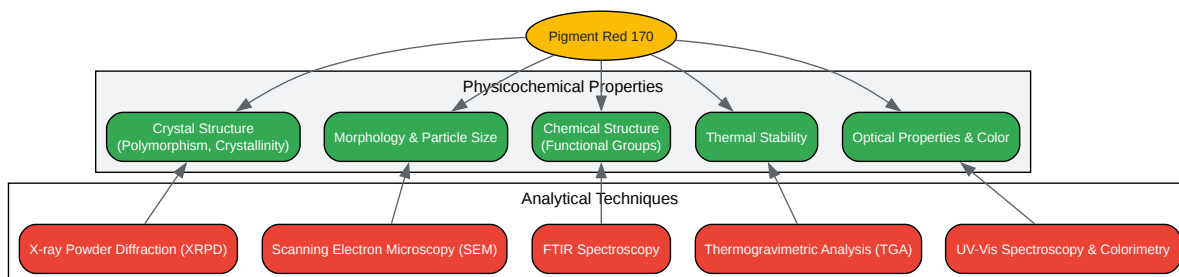 Pigment Red 170
Physicochemical Properties
Crystal Structure
(Polymorphism, Crystallinity)
Morphology & Particle Size
Chemical Structure
(Functional Groups)
Thermal Stability
Optical Properties & Color
Analytical Techniques
X-ray Powder Diffraction (XRPD)
Scanning Electron Microscopy (SEM)
FTIR Spectroscopy
Thermogravimetric Analysis (TGA)
UV-Vis Spectroscopy & Colorimetry